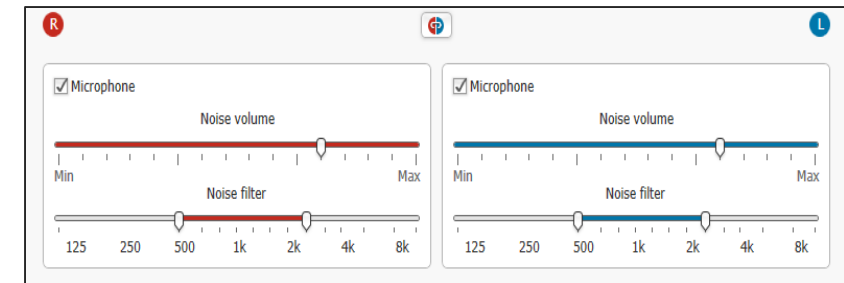 R L
Microphone Microphone
Noise volume Noise volume
Min Max Min Max
Noise filter Noise filter
125 250 500 1k 2k 4k 8k 125 250 500 1k 2k 4k 8k